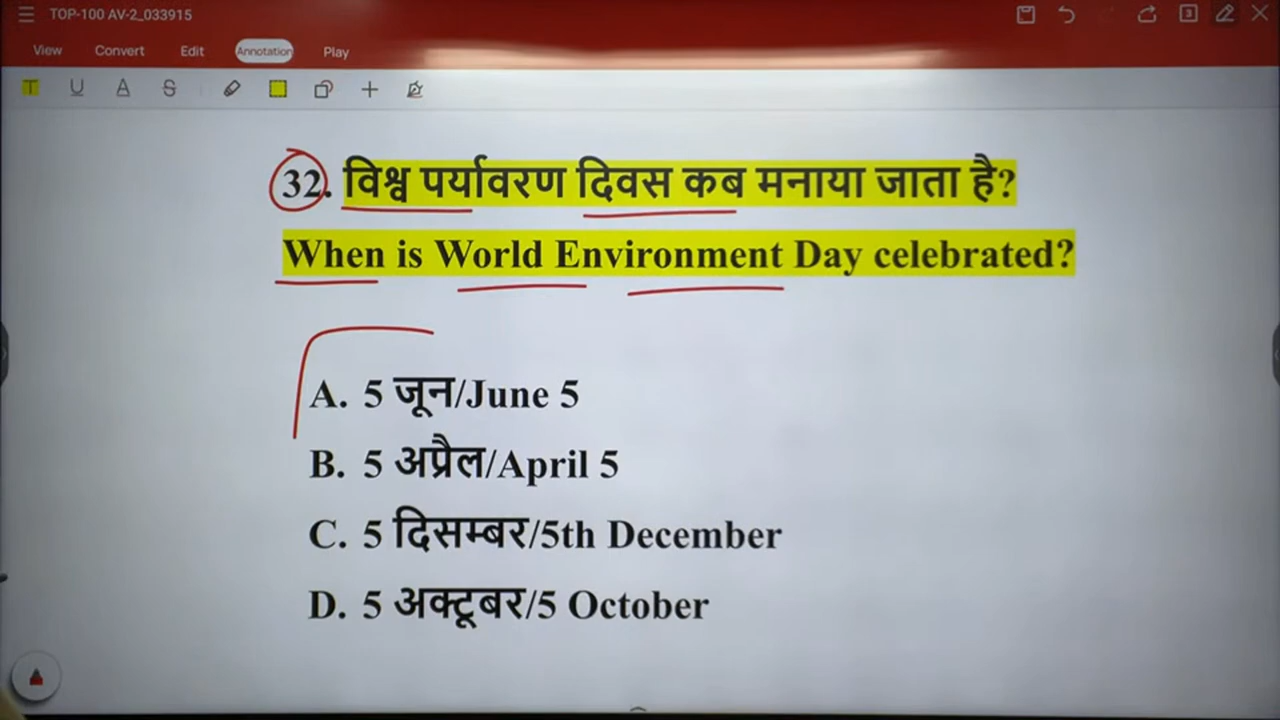 TOP-100 AV-2_033915
3
View Convert Edit Annotation Play
T U A S
32. विश्व पर्यावरण दिवस कब मनाया जाता है?
When is World Environment Day celebrated?
A. 5 जून/June 5
B. 5 अप्रैल/April 5
C. 5 दिसम्बर/5th December
D. 5 अक्टूबर/5 October